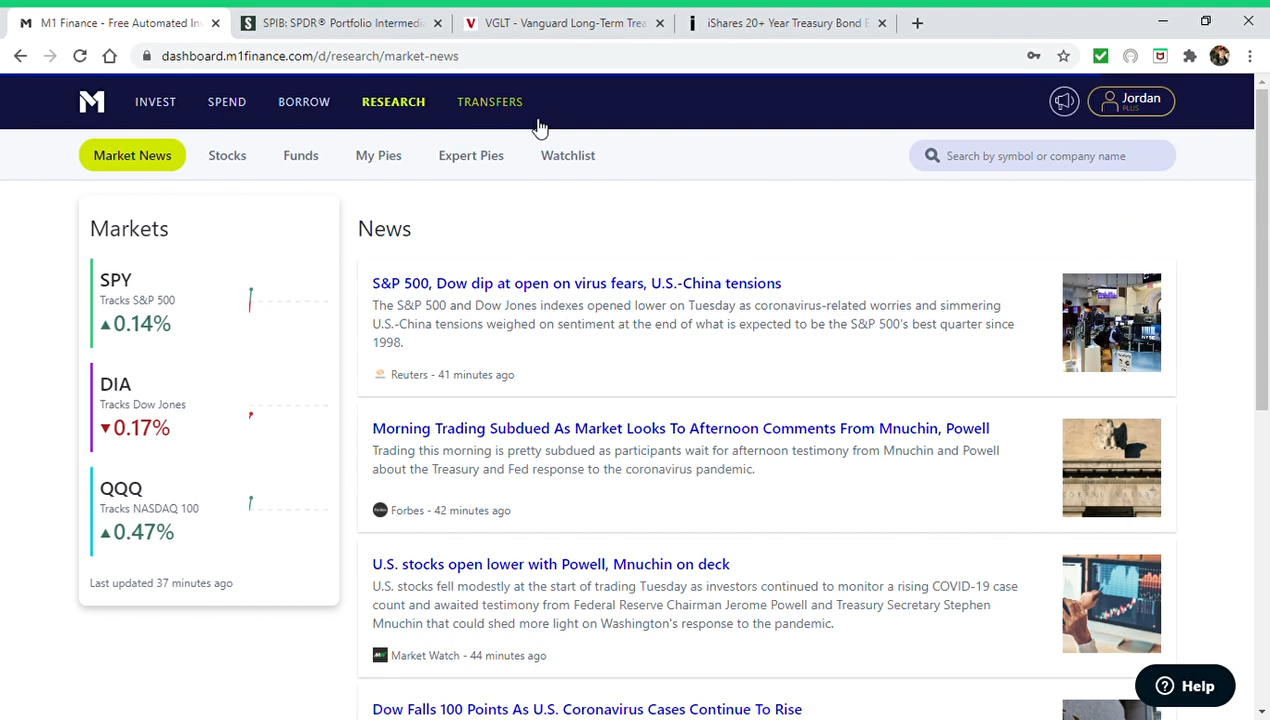 M1 Finance - Free Automated Inv
SPIB: SPDR® Portfolio Intermedi
VGLT - Vanguard Long-Term Trea
iShares 20+ Year Treasury Bond E
dashboard.m1finance.com/d/research/market-news
M
INVEST
SPEND
BORROW
RESEARCH
TRANSFERS
Jordan
PLUS
Market News
Stocks
Funds
My Pies
Expert Pies
Watchlist
Search by symbol or company name
Markets
SPY
Tracks S&P 500
▲0.14%
DIA
Tracks Dow Jones
▼0.17%
QQQ
Tracks NASDAQ 100
▲0.47%
Last updated 37 minutes ago
News
S&P 500, Dow dip at open on virus fears, U.S.-China tensions
The S&P 500 and Dow Jones indexes opened lower on Tuesday as coronavirus-related worries and simmering
U.S.-China tensions weighed on sentiment at the end of what is expected to be the S&P 500's best quarter since
1998.
Reuters - 41 minutes ago
Morning Trading Subdued As Market Looks To Afternoon Comments From Mnuchin, Powell
Trading this morning is pretty subdued as participants wait for afternoon testimony from Mnuchin and Powell
about the Treasury and Fed response to the coronavirus pandemic.
Forbes - 42 minutes ago
U.S. stocks open lower with Powell, Mnuchin on deck
U.S. stocks fell modestly at the start of trading Tuesday as investors continued to monitor a rising COVID-19 case
count and awaited testimony from Federal Reserve Chairman Jerome Powell and Treasury Secretary Stephen
Mnuchin that could shed more light on Washington's response to the pandemic.
Market Watch - 44 minutes ago
Dow Falls 100 Points As U.S. Coronavirus Cases Continue To Rise
Help